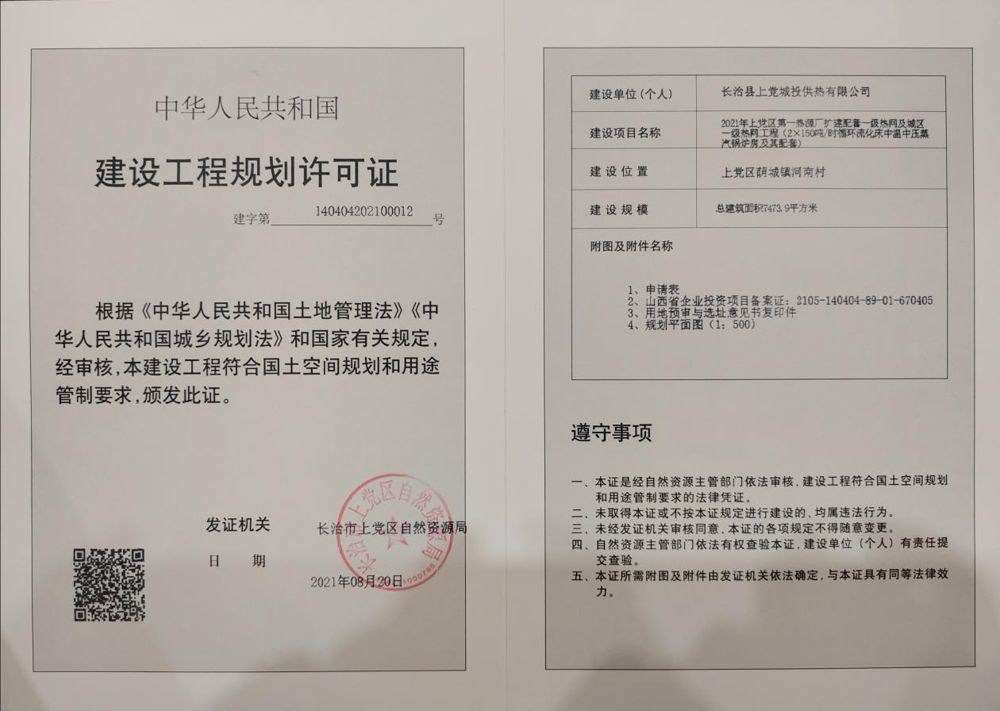 中华人民共和国
建设工程规划许可证
建字第 140404202100012 号
根据《中华人民共和国土地管理法》《中
华人民共和国城乡规划法》和国家有关规定,
经审核,本建设工程符合国土空间规划和用途
管制要求,颁发此证。
发证机关 长治市上党区自然资源局
日 期
2021年08月20日
长治市上党区自然资源局
建设单位(个人) 长治县上党城投供热有限公司
建设项目名称
2021年上党区第一热源厂扩建配套一级热网及城区
一级热网工程(2×150吨/时循环流化床中温中压蒸
汽锅炉房及其配套)
建设位置 上党区荫城镇河南村
建设规模 总建筑面积7473.9平方米
附图及附件名称
1、申请表
2、山西省企业投资项目备案证:2105-140404-89-01-670405
3、用地预审与选址意见书复印件
4、规划平面图(1:500)
遵守事项
一、本证是经自然资源主管部门依法审核,建设工程符合国土空间规划
和用途管制要求的法律凭证。
二、未取得本证或不按本证规定进行建设的,均属违法行为。
三、未经发证机关审核同意,本证的各项规定不得随意变更。
四、自然资源主管部门依法有权查验本证,建设单位(个人)有责任提
交查验。
五、本证所需附图及附件由发证机关依法确定,与本证具有同等法律效
力。